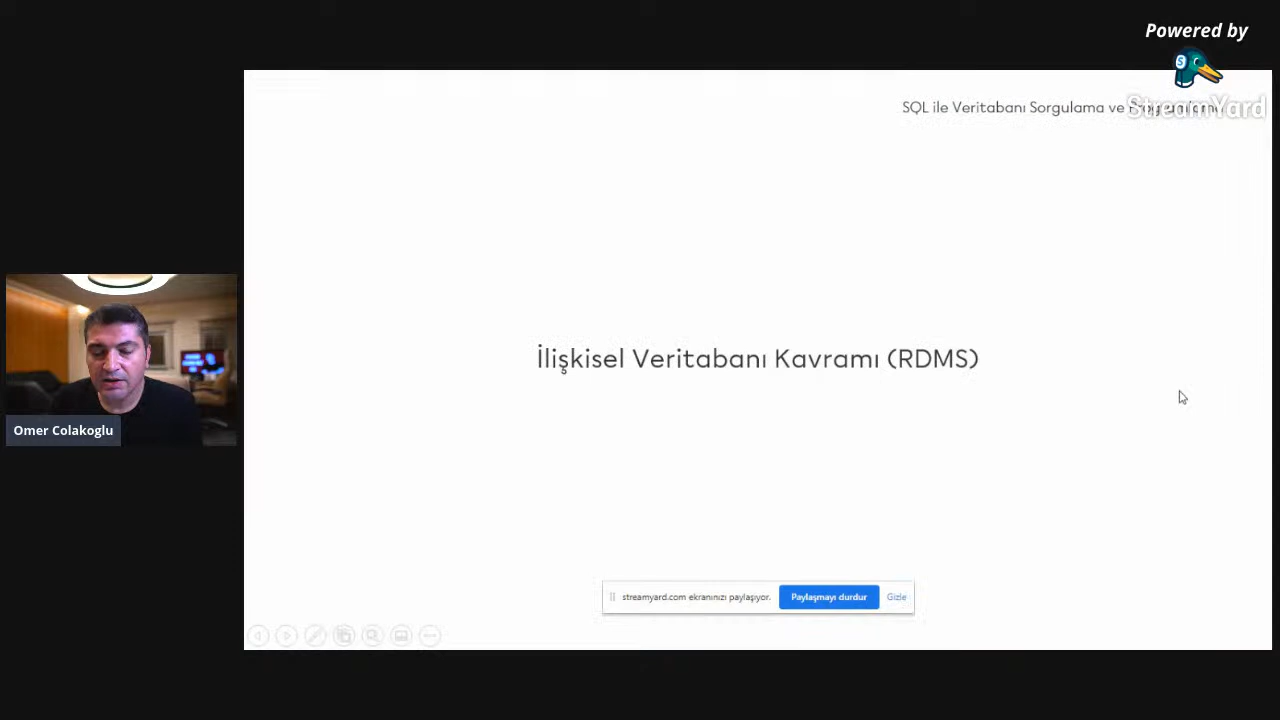 Powered by
StreamYard
SQL ile Veritabanı Sorgulama ve Programlama
İlişkisel Veritabanı Kavramı (RDMS)
Omer Colakoglu
streamyard.com ekranınızı paylaşıyor. Paylaşmayı durdur Gizle